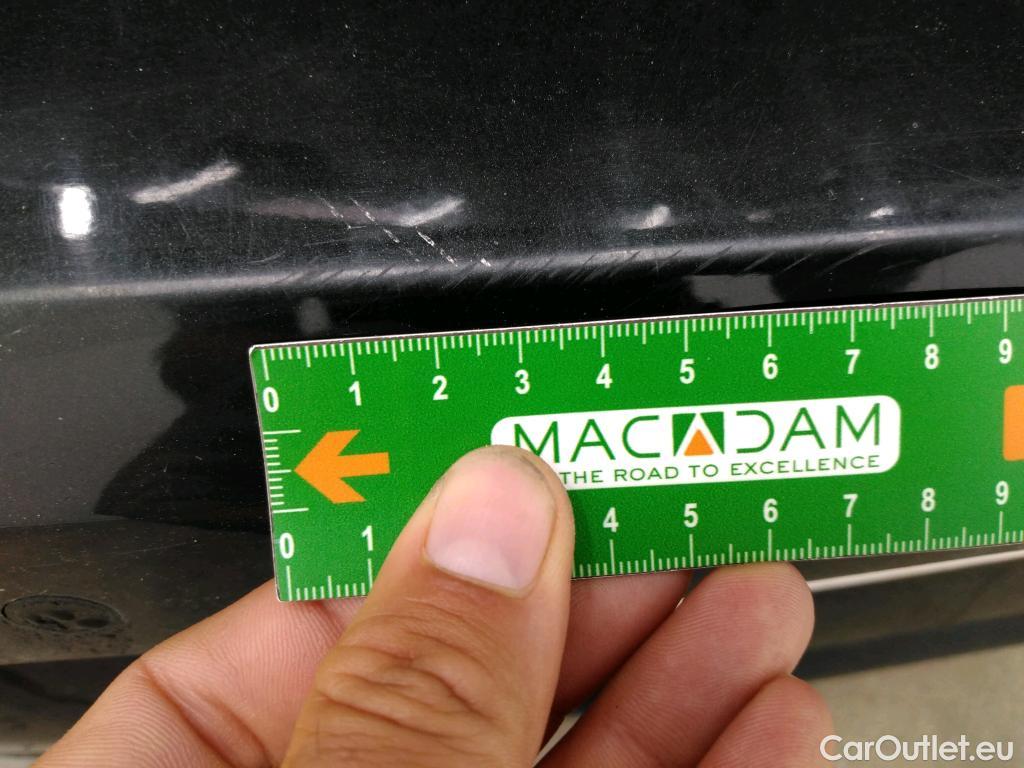 0 1 2 3 4 5 6 7 8 9
MACADAM
THE ROAD TO EXCELLENCE
0 1 4 5 6 7 8 9
CarOutlet.eu